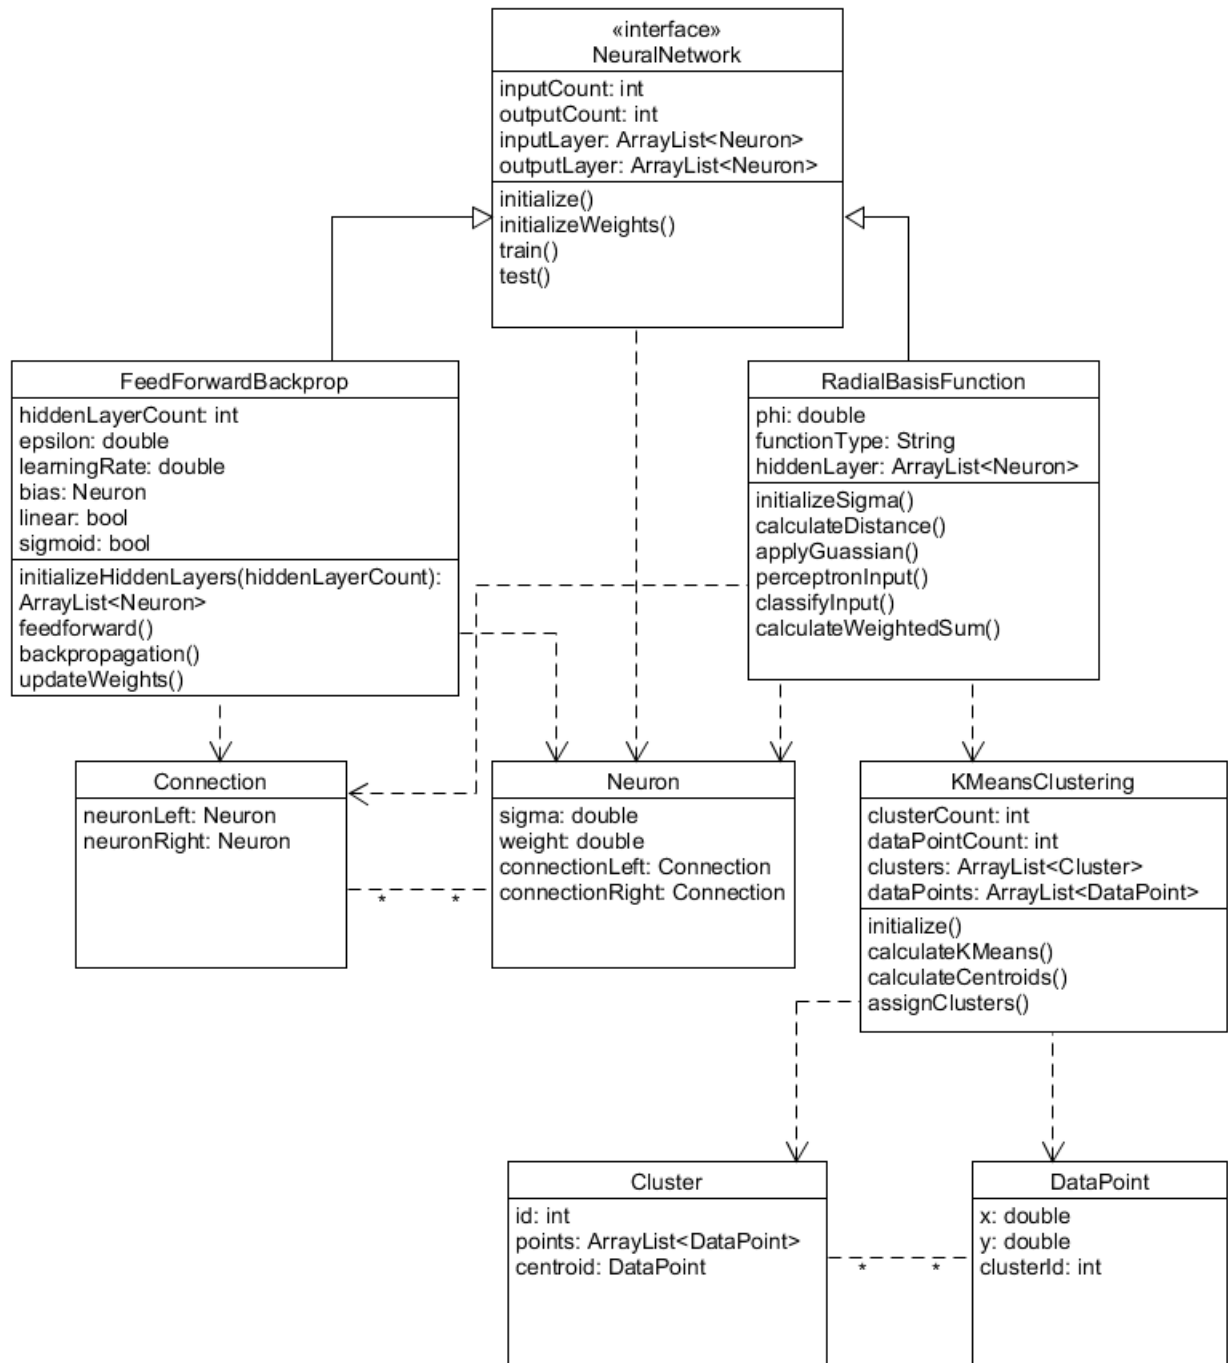 «interface»
NeuralNetwork
inputCount: int
outputCount: int
inputLayer: ArrayList<Neuron>
outputLayer: ArrayList<Neuron>
initialize()
initializeWeights()
train()
test()
FeedForwardBackprop
hiddenLayerCount: int
epsilon: double
learningRate: double
bias: Neuron
linear: bool
sigmoid: bool
initializeHiddenLayers(hiddenLayerCount):
ArrayList<Neuron>
feedforward()
backpropagation()
updateWeights()
RadialBasisFunction
phi: double
functionType: String
hiddenLayer: ArrayList<Neuron>
initializeSigma()
calculateDistance()
applyGuassian()
perceptronInput()
classifyInput()
calculateWeightedSum()
Connection
neuronLeft: Neuron
neuronRight: Neuron
* *
Neuron
sigma: double
weight: double
connectionLeft: Connection
connectionRight: Connection
KMeansClustering
clusterCount: int
dataPointCount: int
clusters: ArrayList<Cluster>
dataPoints: ArrayList<DataPoint>
initialize()
calculateKMeans()
calculateCentroids()
assignClusters()
Cluster
id: int
points: ArrayList<DataPoint>
centroid: DataPoint
* *
DataPoint
x: double
y: double
clusterId: int